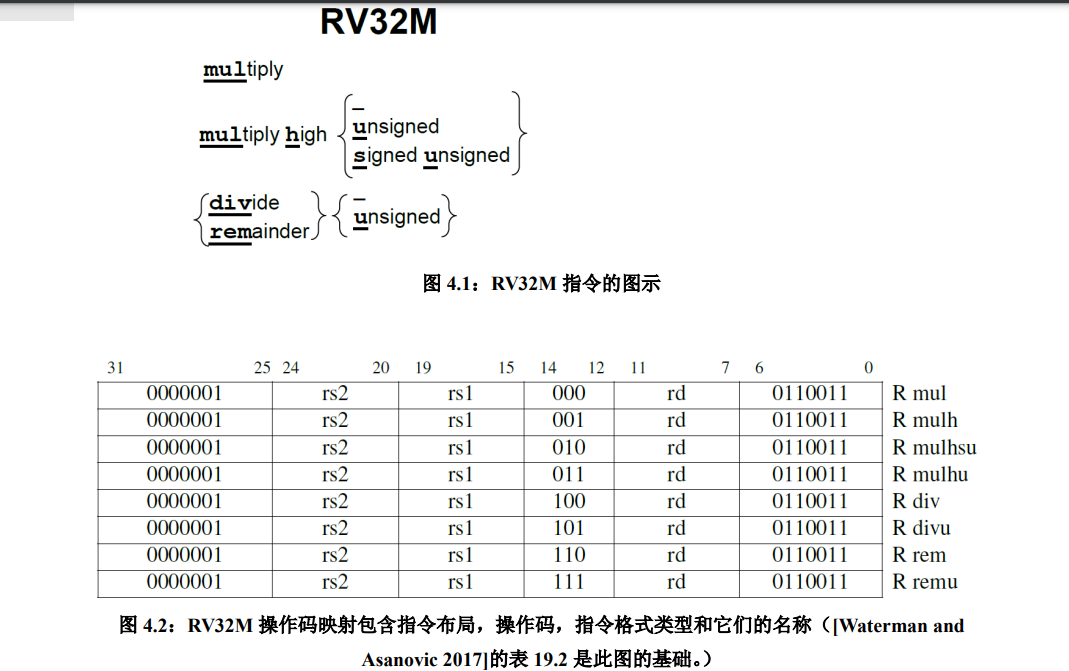 RV32M
multiply
multiply high { – unsigned signed unsigned }
{ divide remainder } { – unsigned }
图 4.1：RV32M 指令的图示
31 25 24 20 19 15 14 12 11 7 6 0
0000001 rs2 rs1 000 rd 0110011 R mul
0000001 rs2 rs1 001 rd 0110011 R mulh
0000001 rs2 rs1 010 rd 0110011 R mulhsu
0000001 rs2 rs1 011 rd 0110011 R mulhu
0000001 rs2 rs1 100 rd 0110011 R div
0000001 rs2 rs1 101 rd 0110011 R divu
0000001 rs2 rs1 110 rd 0110011 R rem
0000001 rs2 rs1 111 rd 0110011 R remu
图 4.2：RV32M 操作码映射包含指令布局，操作码，指令格式类型和它们的名称（[Waterman and
Asanovic 2017]的表 19.2 是此图的基础。）